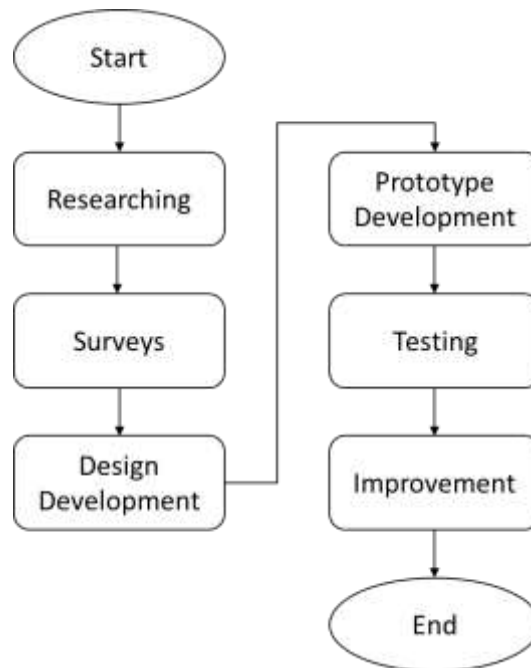 Start
Researching
Surveys
Design
Development
Prototype
Development
Testing
Improvement
End